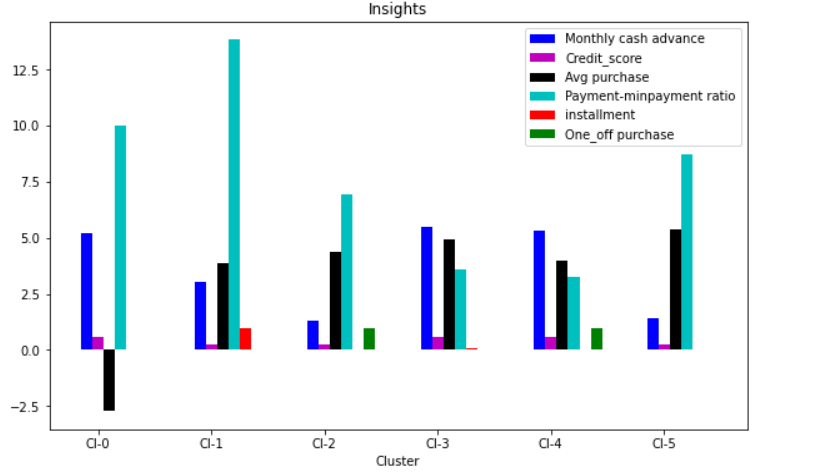 Insights
Monthly cash advance
Credit_score
Avg purchase
Payment-minpayment ratio
installment
One_off purchase
12.5
10.0
7.5
5.0
2.5
0.0
−2.5
Cl-0 Cl-1 Cl-2 Cl-3 Cl-4 Cl-5
Cluster